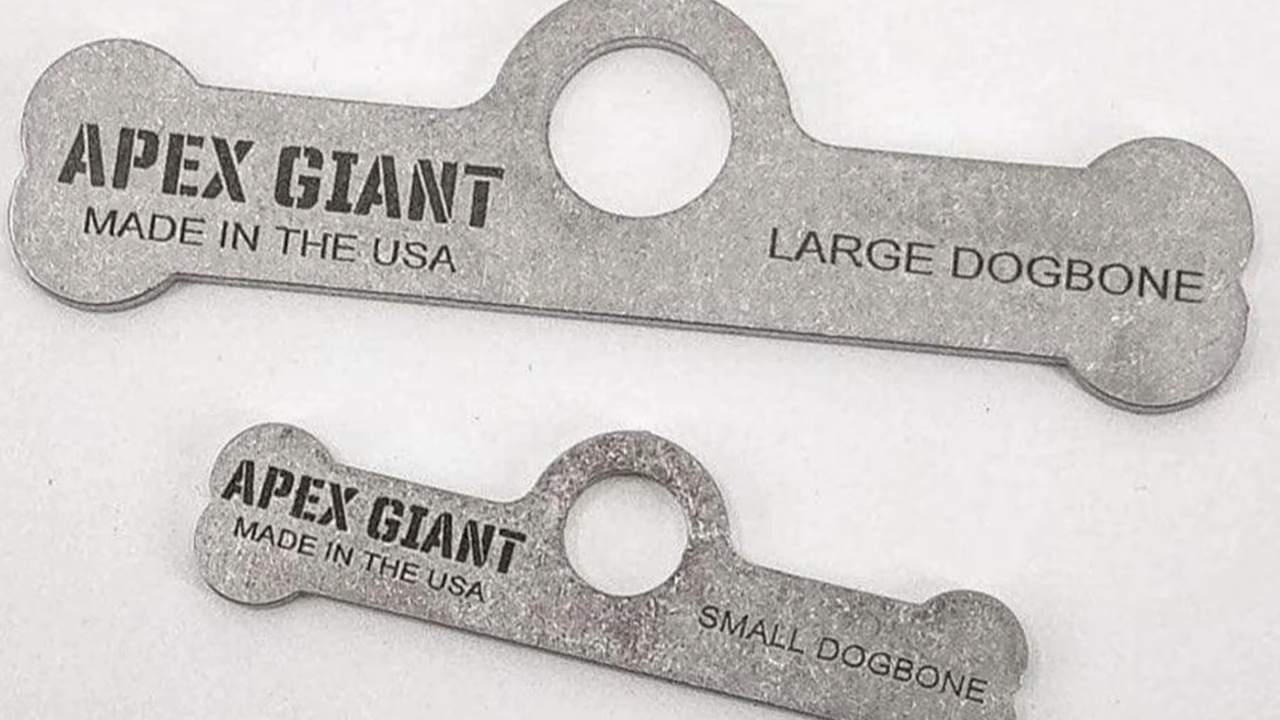 APEX GIANT
MADE IN THE USA
LARGE DOGBONE
APEX GIANT
MADE IN THE USA
SMALL DOGBONE